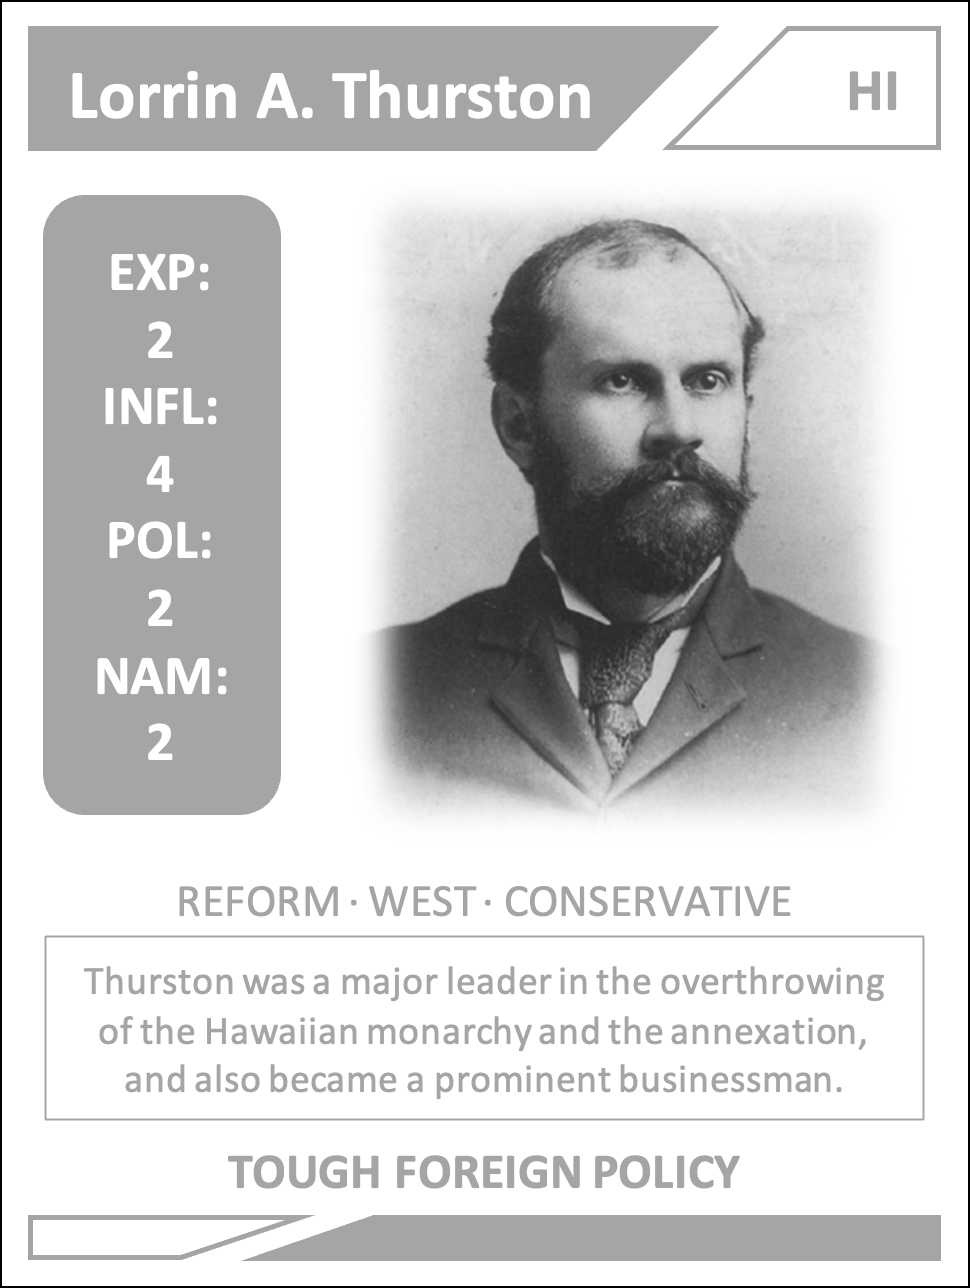 Lorrin A. Thurston
HI
EXP:
2
INFL:
4
POL:
2
NAM:
2
REFORM · WEST · CONSERVATIVE
Thurston was a major leader in the overthrowing
of the Hawaiian monarchy and the annexation,
and also became a prominent businessman.
TOUGH FOREIGN POLICY